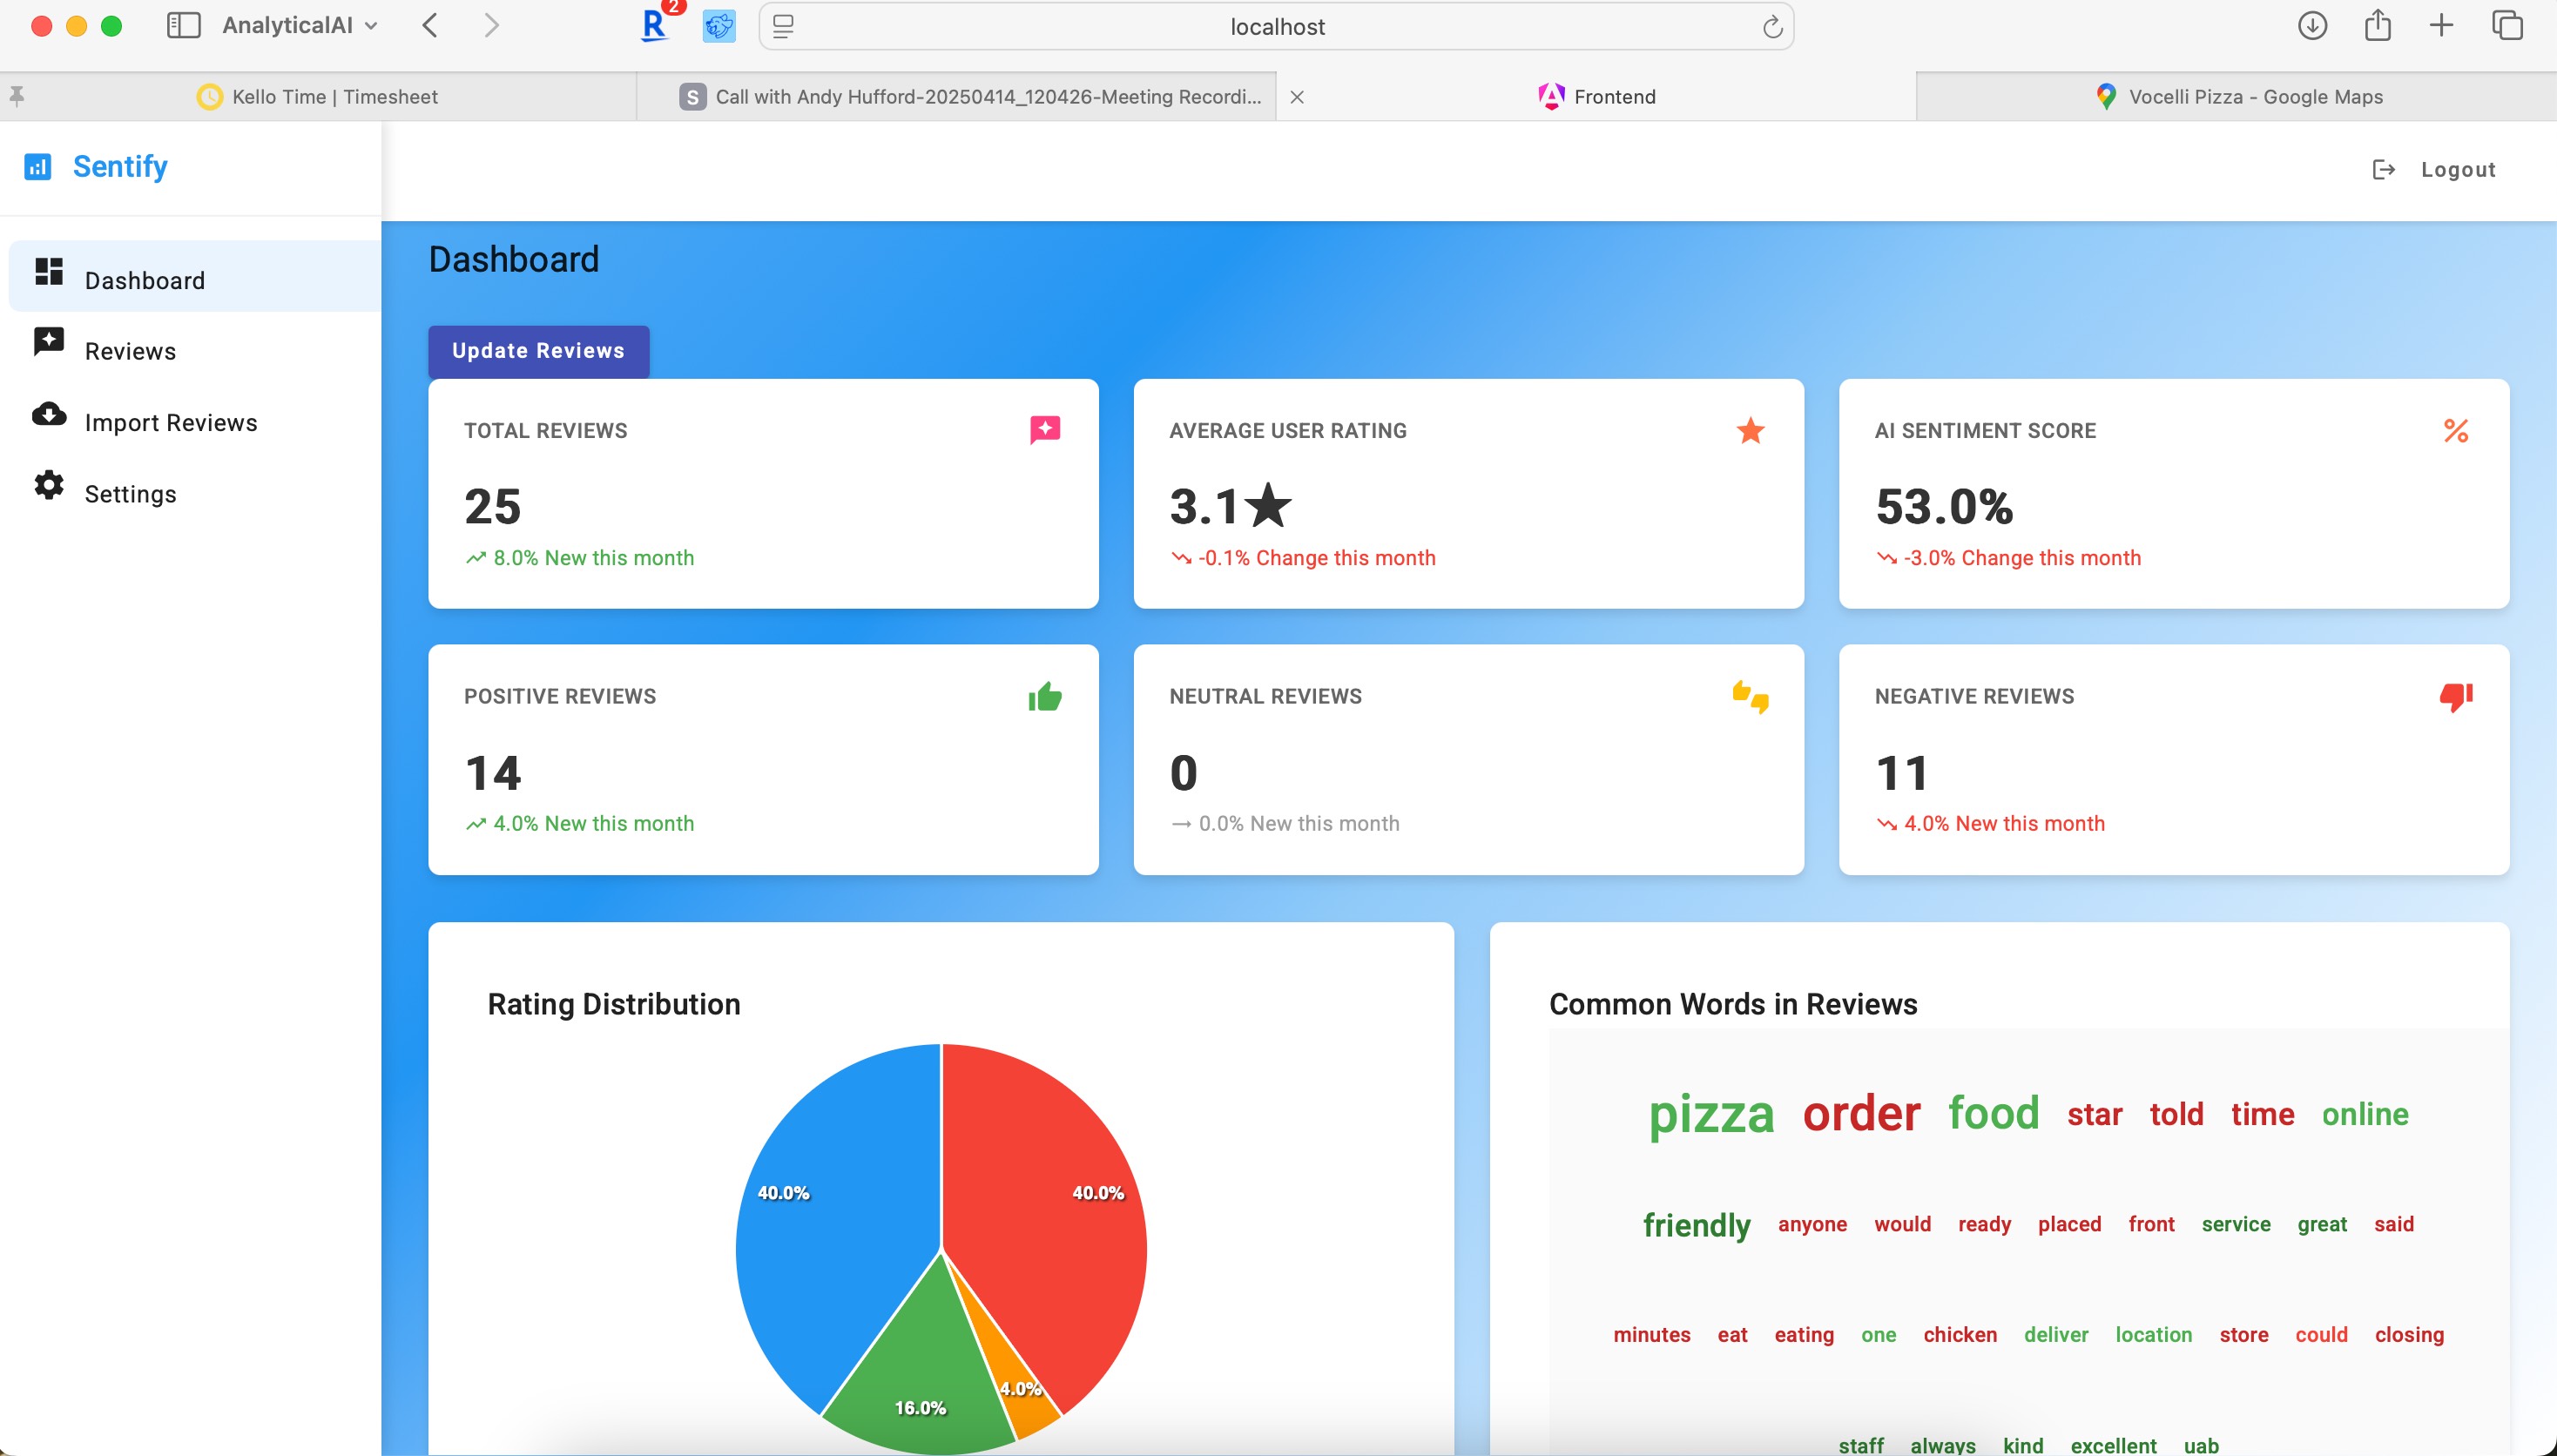 AnalyticalAI
R
2
localhost
Kello Time | Timesheet
S Call with Andy Hufford-20250414_120426-Meeting Recordi...
Frontend
Vocelli Pizza - Google Maps
Sentify
Logout
Dashboard
Reviews
Import Reviews
Settings
Dashboard
Update Reviews
TOTAL REVIEWS
25
8.0% New this month
AVERAGE USER RATING
3.1★
-0.1% Change this month
AI SENTIMENT SCORE
%
53.0%
-3.0% Change this month
POSITIVE REVIEWS
14
4.0% New this month
NEUTRAL REVIEWS
0
0.0% New this month
NEGATIVE REVIEWS
11
4.0% New this month
Rating Distribution
40.0%
40.0%
4.0%
16.0%
Common Words in Reviews
pizza order food star told time online
friendly anyone would ready placed front service great said
minutes eat eating one chicken deliver location store could closing
staff always kind excellent uab